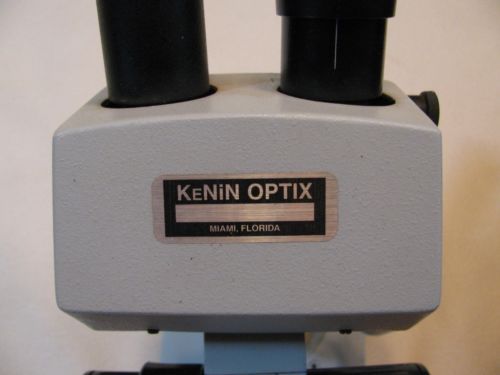 KENiN OPTIX
MIAMI, FLORIDA